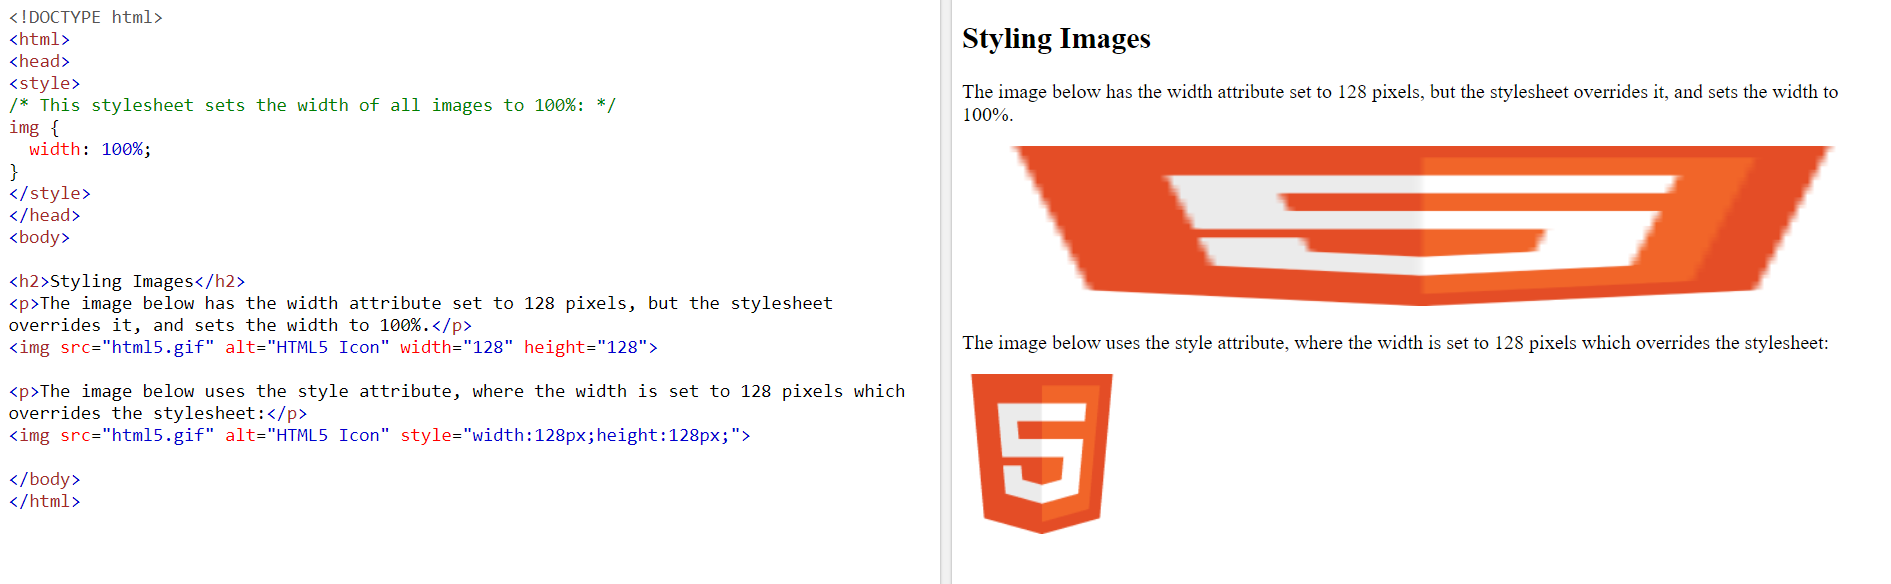 <!DOCTYPE html>
<html>
<head>
<style>
/* This stylesheet sets the width of all images to 100%: */
img {
  width: 100%;
}
</style>
</head>
<body>
<h2>Styling Images</h2>
<p>The image below has the width attribute set to 128 pixels, but the stylesheet
overrides it, and sets the width to 100%.</p>
<img src="html5.gif" alt="HTML5 Icon" width="128" height="128">
<p>The image below uses the style attribute, where the width is set to 128 pixels which
overrides the stylesheet:</p>
<img src="html5.gif" alt="HTML5 Icon" style="width:128px;height:128px;">
</body>
</html>
Styling Images
The image below has the width attribute set to 128 pixels, but the stylesheet overrides it, and sets the width to
100%.
5
The image below uses the style attribute, where the width is set to 128 pixels which overrides the stylesheet:
5